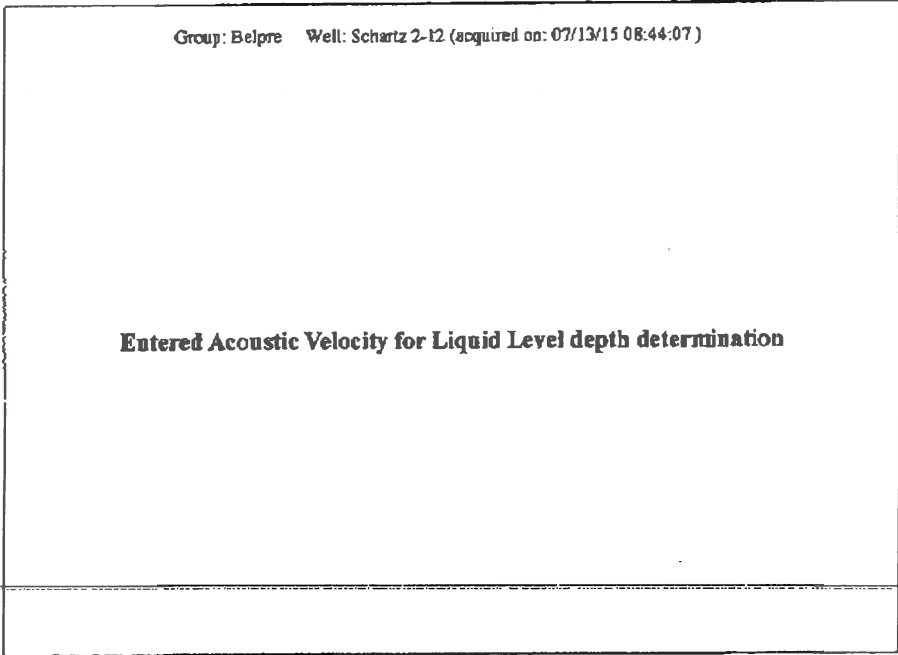 Group: Belpre Well: Schartz 2-12 (acquired on: 07/13/15 08:44:07 )
Entered Acoustic Velocity for Liquid Level depth determination